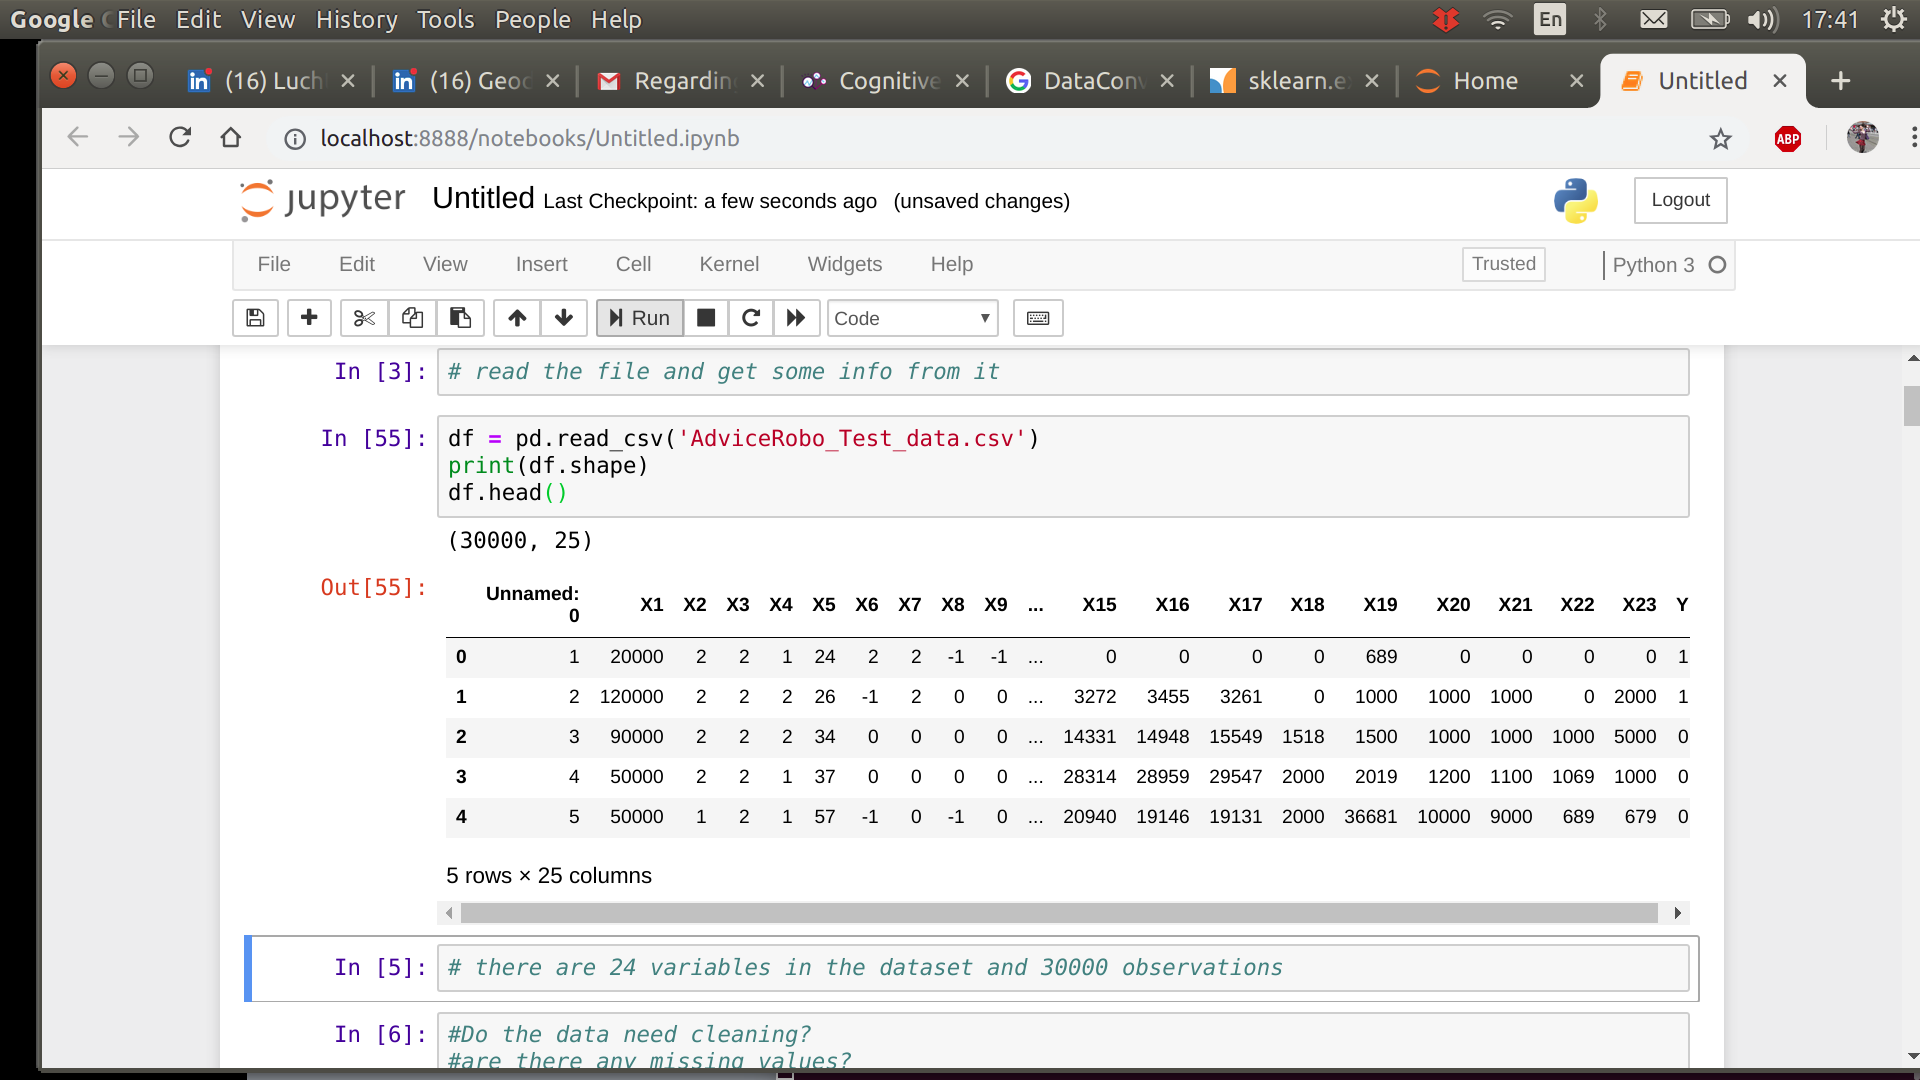 Google File Edit View History Tools People Help En 17:41
(16) Luch (16) Geo Regarding Cognitive DataCon sklearn.e Home Untitled
localhost:8888/notebooks/Untitled.ipynb ABP
jupyter Untitled Last Checkpoint: a few seconds ago (unsaved changes) Logout
File Edit View Insert Cell Kernel Widgets Help Trusted Python 3
Run Code
In [3]: # read the file and get some info from it
In [55]: df = pd.read_csv('AdviceRobo_Test_data.csv')
print(df.shape)
df.head()
(30000, 25)
Out[55]:
Unnamed: 0 X1 X2 X3 X4 X5 X6 X7 X8 X9 ... X15 X16 X17 X18 X19 X20 X21 X22 X23 Y
0 1 20000 2 2 1 24 2 2 -1 -1 ... 0 0 0 0 689 0 0 0 0 1
1 2 120000 2 2 2 26 -1 2 0 0 ... 3272 3455 3261 0 1000 1000 1000 0 2000 1
2 3 90000 2 2 2 34 0 0 0 0 ... 14331 14948 15549 1518 1500 1000 1000 1000 5000 0
3 4 50000 2 2 1 37 0 0 0 0 ... 28314 28959 29547 2000 2019 1200 1100 1069 1000 0
4 5 50000 1 2 1 57 -1 0 -1 0 ... 20940 19146 19131 2000 36681 10000 9000 689 679 0
5 rows × 25 columns
In [5]: # there are 24 variables in the dataset and 30000 observations
In [6]: #Do the data need cleaning?
#are there any missing values?